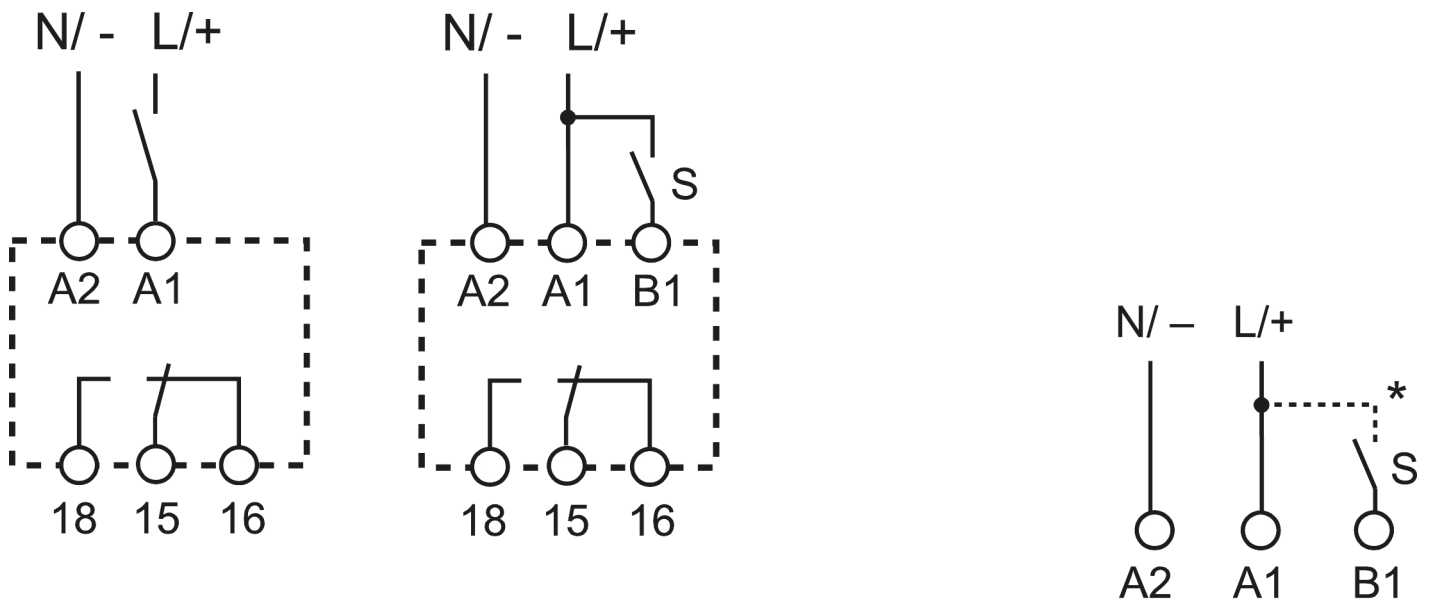 N/ - L/+
A2 A1
18 15 16
N/ - L/+
S
A2 A1 B1
18 15 16
N/ – L/+
*
S
A2 A1 B1